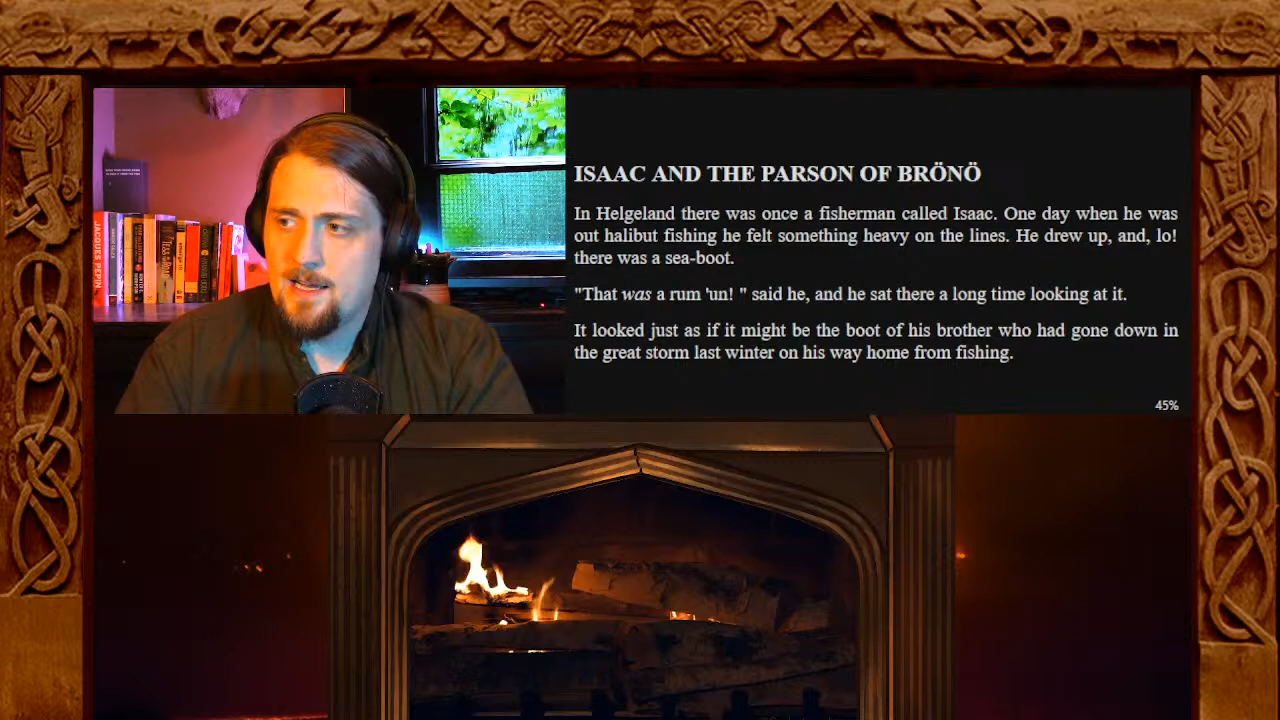 JACQUES PEPIN
ISAAC AND THE PARSON OF BRÖNÖ
In Helgeland there was once a fisherman called Isaac. One day when he was
out halibut fishing he felt something heavy on the lines. He drew up, and, lo!
there was a sea-boot.
"That was a rum 'un! " said he, and he sat there a long time looking at it.
It looked just as if it might be the boot of his brother who had gone down in
the great storm last winter on his way home from fishing.
45%